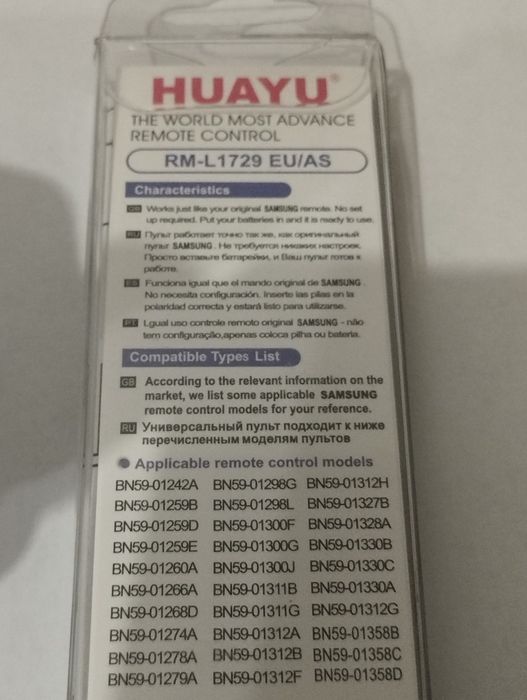 HUAYU®
THE WORLD MOST ADVANCE
REMOTE CONTROL
RM-L1729 EU/AS
Characteristics
GB Works just like your original SAMSUNG remote. No set
up required. Put your batteries in and it is ready to use.
RU Пульт работает точно так же, как оригинальный
пульт SAMSUNG. Не требуется никаких настроек.
Просто вставьте батарейки, и Ваш пульт готов к
работе.
ES Funciona igual que el mando original de SAMSUNG.
No necesita configuración. Inserte las pilas en la
polaridad correcta y estará listo para utilizarse.
PT Lgual uso controle remoto original SAMSUNG - não
tem configuração,apenas coloca pilha ou bateria.
Compatible Types List
GB According to the relevant information on the
market, we list some applicable SAMSUNG
remote control models for your reference.
RU Универсальный пульт подходит к ниже
перечисленным моделям пультов
Applicable remote control models
BN59-01242A BN59-01298G BN59-01312H
BN59-01259B BN59-01298L BN59-01327B
BN59-01259D BN59-01300F BN59-01328A
BN59-01259E BN59-01300G BN59-01330B
BN59-01260A BN59-01300J BN59-01330C
BN59-01266A BN59-01311B BN59-01330A
BN59-01268D BN59-01311G BN59-01312G
BN59-01274A BN59-01312A BN59-01358B
BN59-01278A BN59-01312B BN59-01358C
BN59-01279A BN59-01312F BN59-01358D